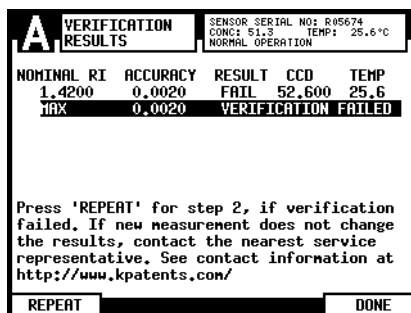 A VERIFICATION RESULTS
SENSOR SERIAL NO: R05674
CONC: 51.3 TEMP: 25.6°C
NORMAL OPERATION
NOMINAL RI ACCURACY RESULT CCD TEMP
1.4200 0.0020 FAIL 52.600 25.6
MAX 0.0020 VERIFICATION FAILED
Press 'REPEAT' for step 2, if verification
failed. If new measurement does not change
the results, contact the nearest service
representative. See contact information at
http://www.kpatents.com/
REPEAT DONE